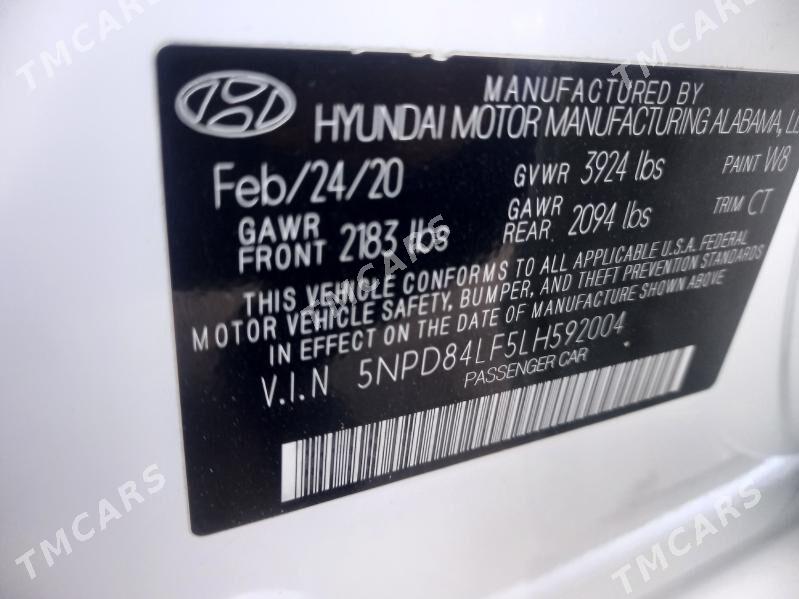 TMCARS
TMCARS
MANUFACTURED BY
HYUNDAI MOTOR MANUFACTURING ALABAMA,
Feb/24/20
GVWR 3924 lbs
PAINT W8
GAWR FRONT 2183 lbs
GAWR REAR 2094 lbs
TRIM CT
TMCARS
THIS VEHICLE CONFORMS TO ALL APPLICABLE U.S.A. FEDERAL
MOTOR VEHICLE SAFETY, BUMPER, AND THEFT PREVENTION STANDARDS
IN EFFECT ON THE DATE OF MANUFACTURE SHOWN ABOVE
V.I.N 5NPD84LF5LH592004
PASSENGER CAR
TMCARS
TMCARS